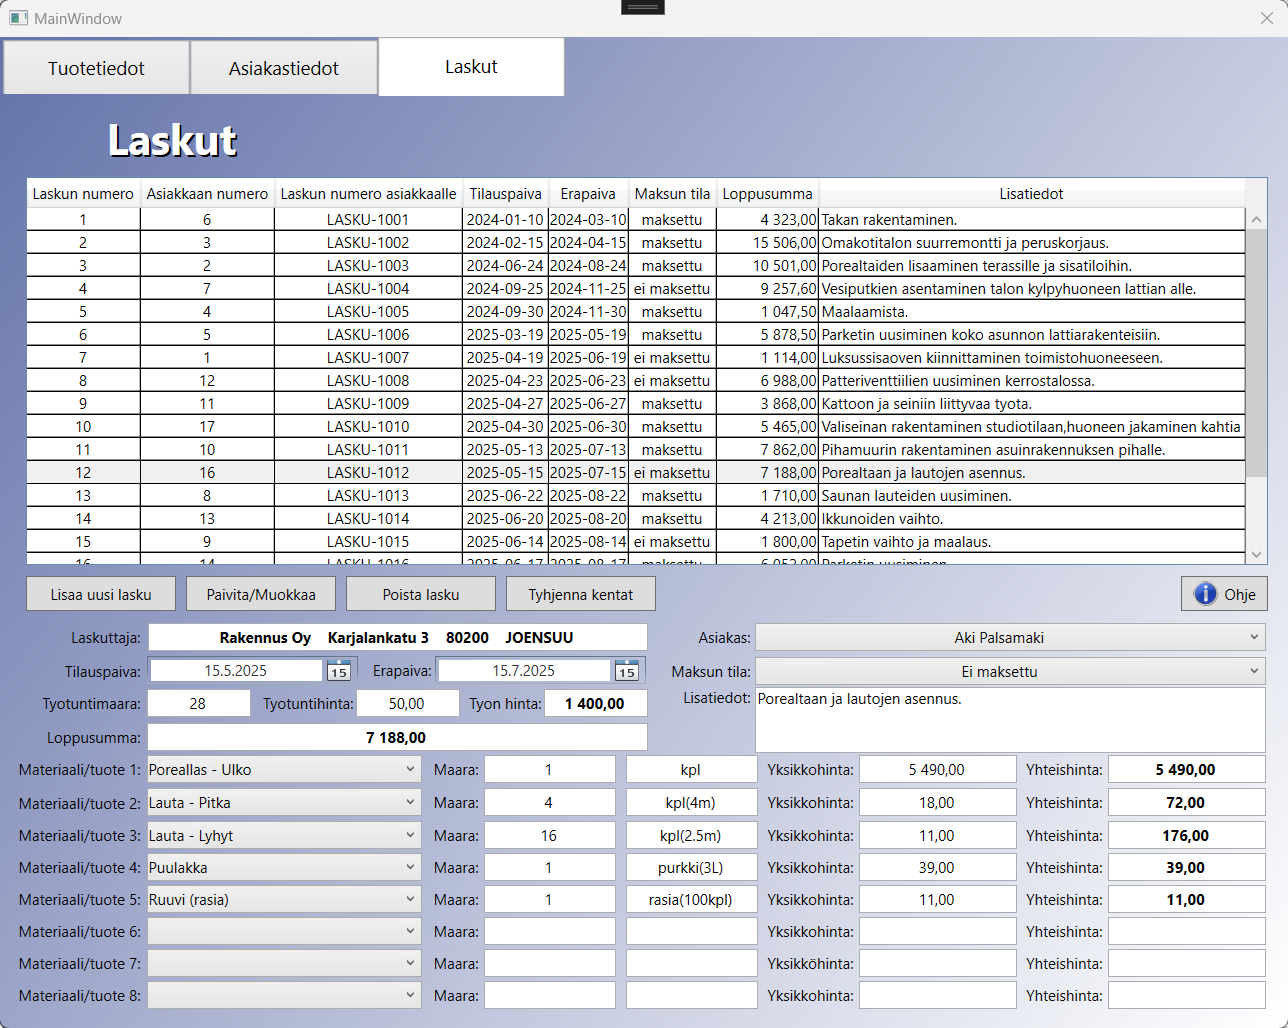 MainWindow
Tuotetiedot Asiakastiedot Laskut
Laskut
Laskun numero Asiakkaan numero Laskun numero asiakkaalle Tilauspaiva Erapaiva Maksun tila Loppusumma Lisatiedot
1 6 LASKU-1001 2024-01-10 2024-03-10 maksettu 4 323,00 Takan rakentaminen.
2 3 LASKU-1002 2024-02-15 2024-04-15 maksettu 15 506,00 Omakotitalon suurremontti ja peruskorjaus.
3 2 LASKU-1003 2024-06-24 2024-08-24 maksettu 10 501,00 Porealtaiden lisaaminen terassille ja sisatiloihin.
4 7 LASKU-1004 2024-09-25 2024-11-25 ei maksettu 9 257,60 Vesiputkien asentaminen talon kylpyhuoneen lattian alle.
5 4 LASKU-1005 2024-09-30 2024-11-30 maksettu 1 047,50 Maalaamista.
6 5 LASKU-1006 2025-03-19 2025-05-19 maksettu 5 878,50 Parketin uusiminen koko asunnon lattiarakenteisiin.
7 1 LASKU-1007 2025-04-19 2025-06-19 ei maksettu 1 114,00 Luksussisaoven kiinnittaminen toimistohuoneeseen.
8 12 LASKU-1008 2025-04-23 2025-06-23 ei maksettu 6 988,00 Patteriventtiilien uusiminen kerrostalossa.
9 11 LASKU-1009 2025-04-27 2025-06-27 maksettu 3 868,00 Kattoon ja seiniin liittyvaa tyota.
10 17 LASKU-1010 2025-04-30 2025-06-30 maksettu 5 465,00 Valiseinan rakentaminen studiotilaan,huoneen jakaminen kahtia
11 10 LASKU-1011 2025-05-13 2025-07-13 maksettu 7 862,00 Pihamuurin rakentaminen asuinrakennuksen pihalle.
12 16 LASKU-1012 2025-05-15 2025-07-15 ei maksettu 7 188,00 Porealtaan ja lautojen asennus.
13 8 LASKU-1013 2025-06-22 2025-08-22 maksettu 1 710,00 Saunan lauteiden uusiminen.
14 13 LASKU-1014 2025-06-20 2025-08-20 maksettu 4 213,00 Ikkunoiden vaihto.
15 9 LASKU-1015 2025-06-14 2025-08-14 ei maksettu 1 800,00 Tapetin vaihto ja maalaus.
16 14 LASKU-1016 2025-06-17 2025-08-17 maksettu 6 052,00 Parketin uusiminen.
Lisaa uusi lasku Paivita/Muokkaa Poista lasku Tyhjenna kentat Ohje
Laskuttaja: Rakennus Oy Karjalankatu 3 80200 JOENSUU Asiakas: Aki Palsamaki
Tilauspaiva: 15.5.2025 15 Erapaiva: 15.7.2025 15 Maksun tila: Ei maksettu
Tyotuntimaara: 28 Tyotuntihinta: 50,00 Tyon hinta: 1 400,00 Lisatiedot: Porealtaan ja lautojen asennus.
Loppusumma: 7 188,00
Materiaali/tuote 1: Poreallas - Ulko Maara: 1 kpl Yksikkohinta: 5 490,00 Yhteishinta: 5 490,00
Materiaali/tuote 2: Lauta - Pitka Maara: 4 kpl(4m) Yksikkohinta: 18,00 Yhteishinta: 72,00
Materiaali/tuote 3: Lauta - Lyhyt Maara: 16 kpl(2.5m) Yksikkohinta: 11,00 Yhteishinta: 176,00
Materiaali/tuote 4: Puulakka Maara: 1 purkki(3L) Yksikkohinta: 39,00 Yhteishinta: 39,00
Materiaali/tuote 5: Ruuvi (rasia) Maara: 1 rasia(100kpl) Yksikkohinta: 11,00 Yhteishinta: 11,00
Materiaali/tuote 6: Maara: Yksikkohinta: Yhteishinta:
Materiaali/tuote 7: Maara: Yksikköhinta: Yhteishinta:
Materiaali/tuote 8: Maara: Yksikkohinta: Yhteishinta: